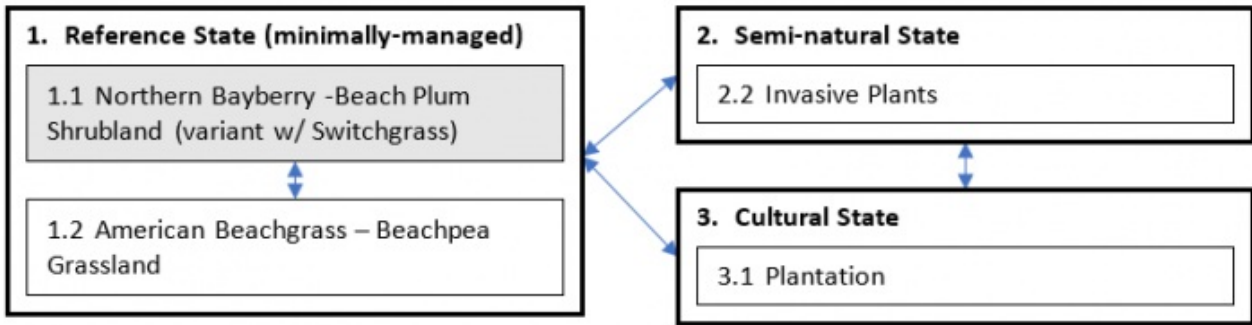 1. Reference State (minimally-managed)
1.1 Northern Bayberry -Beach Plum
Shrubland (variant w/ Switchgrass)
1.2 American Beachgrass – Beachpea
Grassland
2. Semi-natural State
2.2 Invasive Plants
3. Cultural State
3.1 Plantation